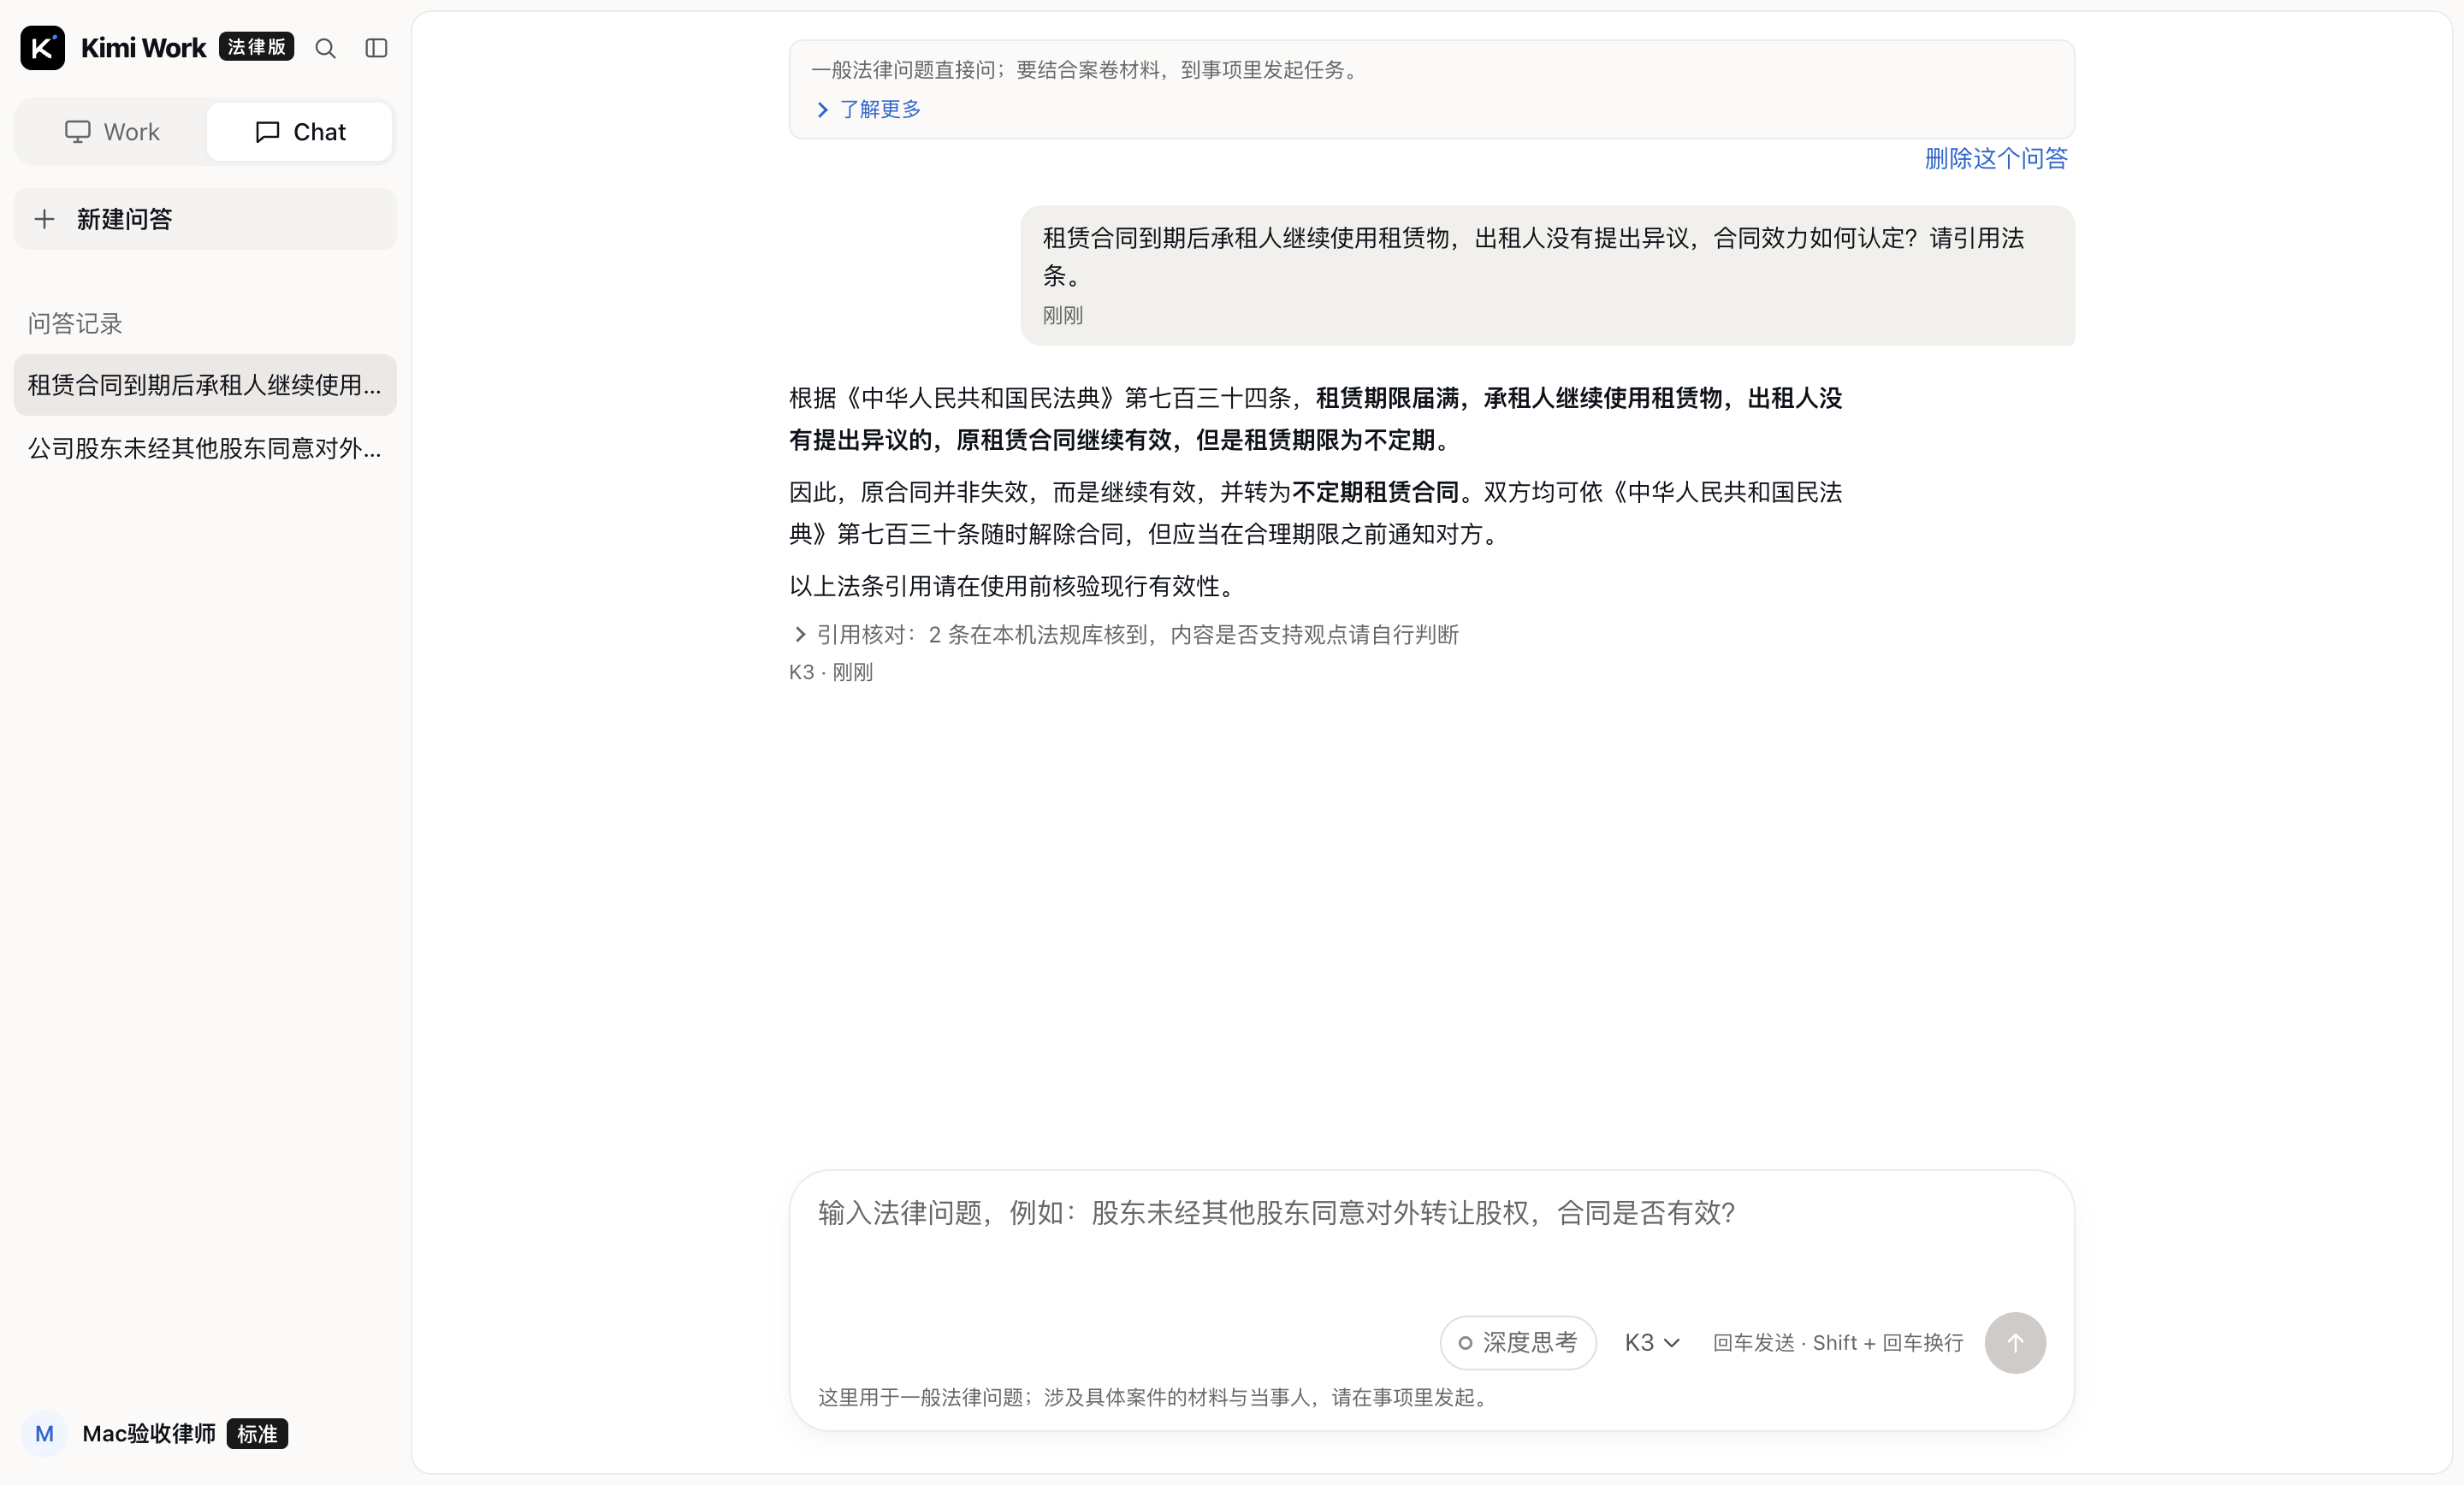 Kimi Work 法律版
Work
Chat
新建问答
问答记录
租赁合同到期后承租人继续使用...
公司股东未经其他股东同意对外...
M Mac验收律师 标准
一般法律问题直接问；要结合案卷材料，到事项里发起任务。
了解更多
删除这个问答
租赁合同到期后承租人继续使用租赁物，出租人没有提出异议，合同效力如何认定？请引用法
条。
刚刚
根据《中华人民共和国民法典》第七百三十四条，租赁期限届满，承租人继续使用租赁物，出租人没
有提出异议的，原租赁合同继续有效，但是租赁期限为不定期。
因此，原合同并非失效，而是继续有效，并转为不定期租赁合同。双方均可依《中华人民共和国民法
典》第七百三十条随时解除合同，但应当在合理期限之前通知对方。
以上法条引用请在使用前核验现行有效性。
引用核对：2 条在本机法规库核到，内容是否支持观点请自行判断
K3 · 刚刚
输入法律问题，例如：股东未经其他股东同意对外转让股权，合同是否有效？
深度思考 K3 回车发送 · Shift + 回车换行
这里用于一般法律问题；涉及具体案件的材料与当事人，请在事项里发起。